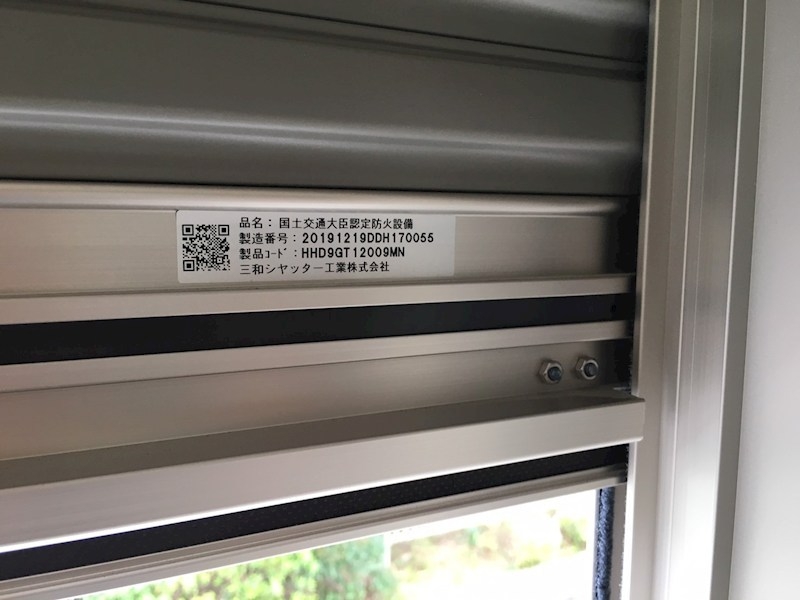 品名：国土交通大臣認定防火設備
製造番号：20191219DDH170055
製品ｺｰﾄﾞ：HHD9GT12009MN
三和シヤッター工業株式会社